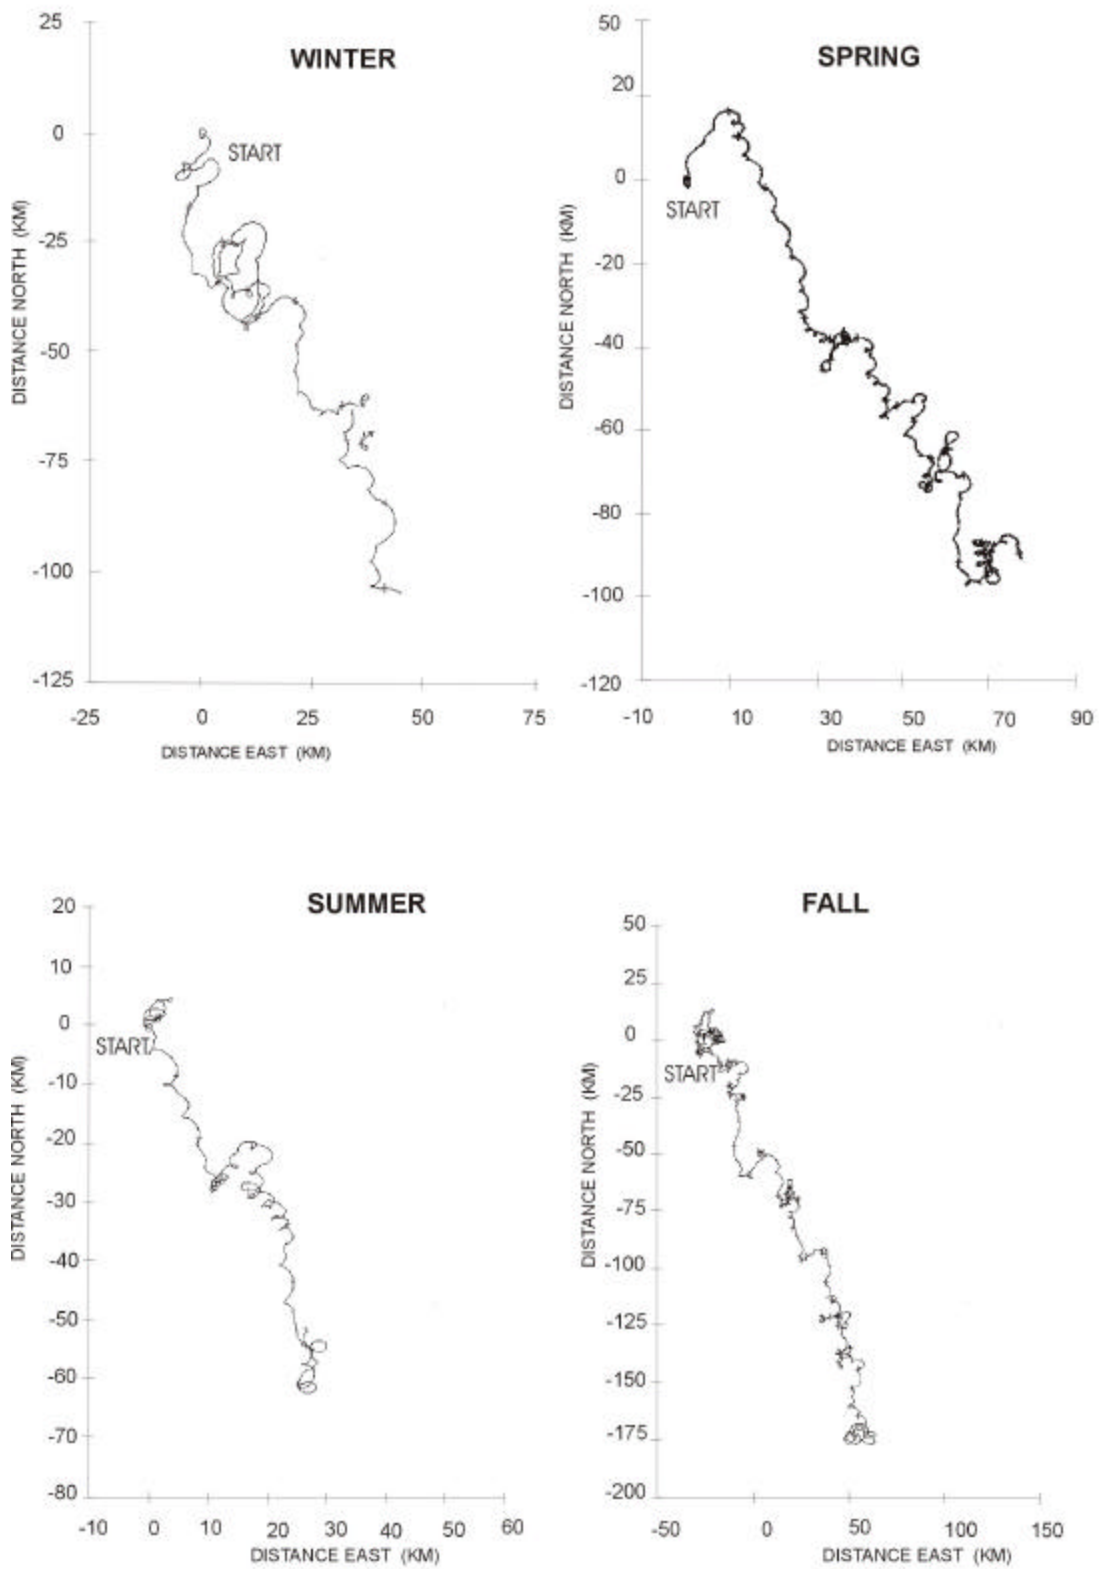 WINTER
25
0
-25
-50
-75
-100
-125
START
DISTANCE NORTH (KM)
-25 0 25 50 75
DISTANCE EAST (KM)
SPRING
50
20
0
-20
-40
-60
-80
-100
-120
START
DISTANCE NORTH (KM)
-10 10 30 50 70 90
DISTANCE EAST (KM)
SUMMER
20
10
0
-10
-20
-30
-40
-50
-60
-70
-80
START
DISTANCE NORTH (KM)
-10 0 10 20 30 40 50 60
DISTANCE EAST (KM)
FALL
50
25
0
-25
-50
-75
-100
-125
-150
-175
-200
START
DISTANCE NORTH (KM)
-50 0 50 100 150
DISTANCE EAST (KM)